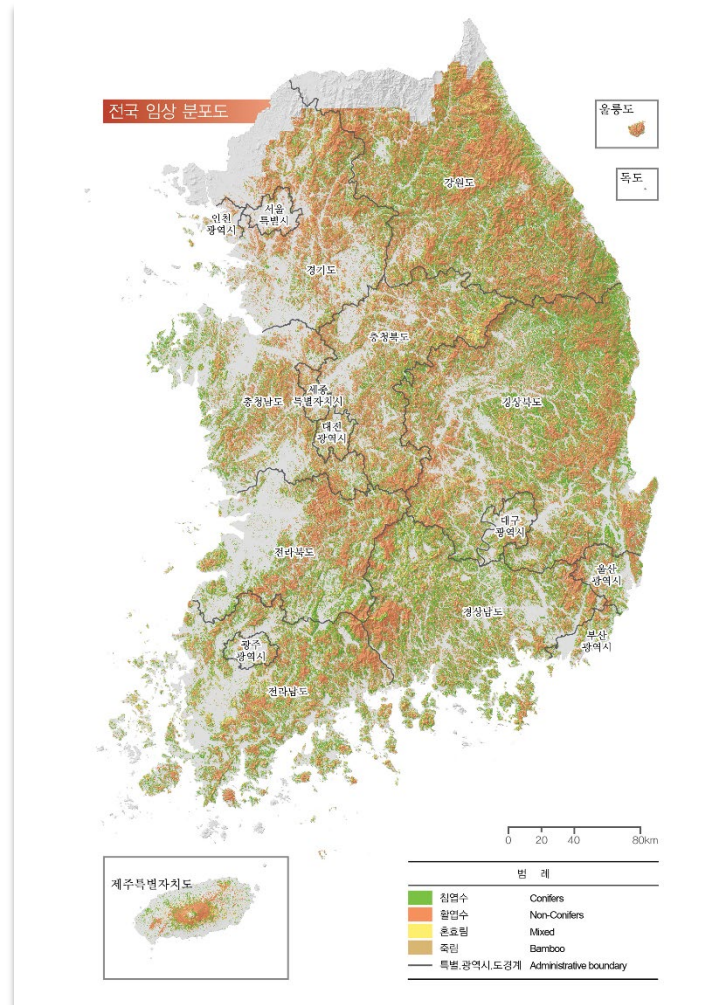 전국 임상 분포도
울릉도
독도
강원도
서울
특별시
인천
광역시
경기도
충청북도
세종
특별자치시
충청남도
대전
광역시
경상북도
대구
광역시
전라북도
울산
광역시
경상남도
부산
광역시
광주
광역시
전라남도
0 20 40 80km
제주특별자치도
범 례
침엽수 Conifers
활엽수 Non-Conifers
혼효림 Mixed
죽림 Bamboo
특별,광역시,도경계 Administrative boundary